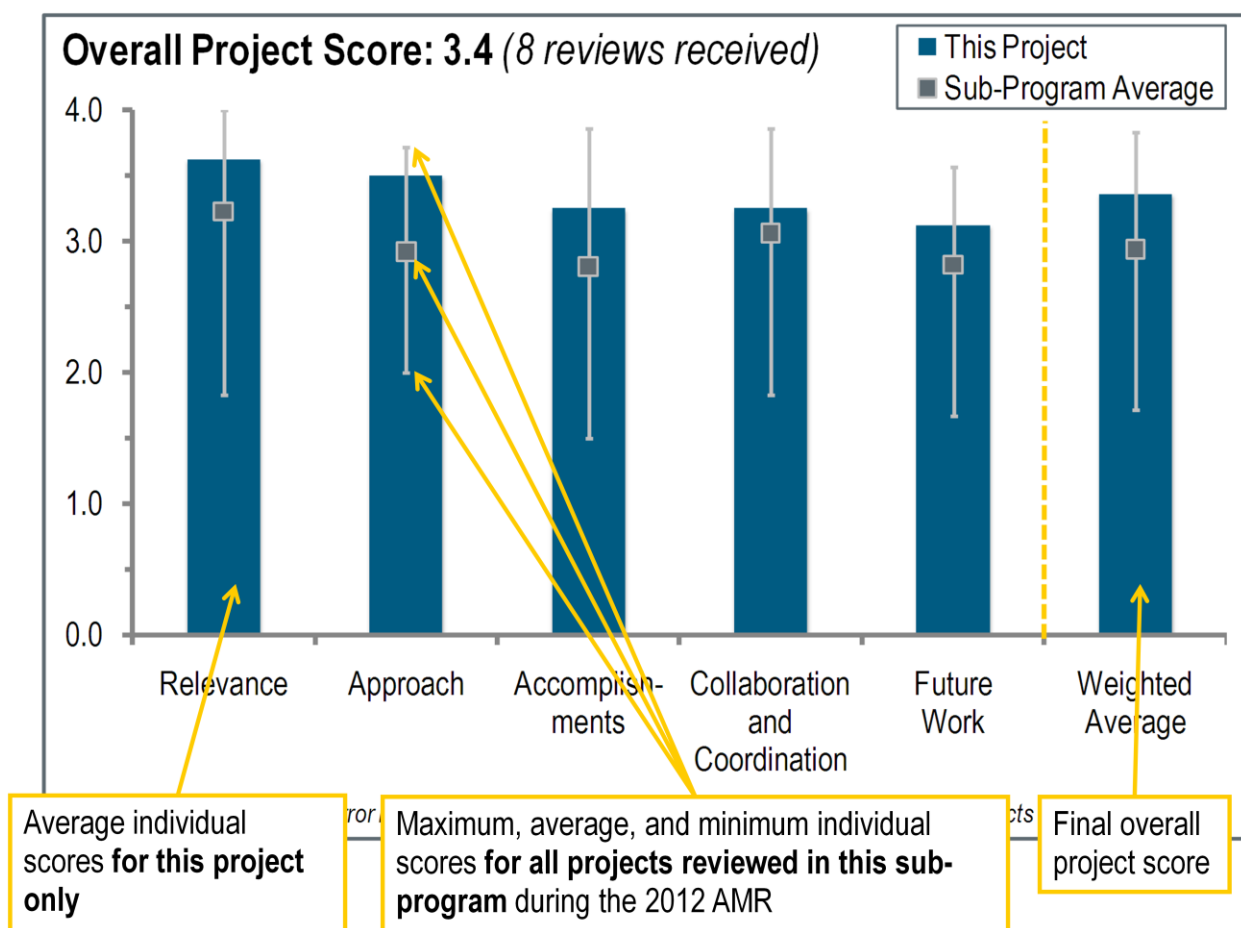 Overall Project Score: 3.4 (8 reviews received)
This Project
Sub-Program Average
4.0
3.0
2.0
1.0
0.0
Relevance
Approach
Accomplish-
ments
Collaboration
and
Coordination
Future
Work
Weighted
Average
Average individual
scores for this project
only
Maximum, average, and minimum individual
scores for all projects reviewed in this sub-
program during the 2012 AMR
Final overall
project score